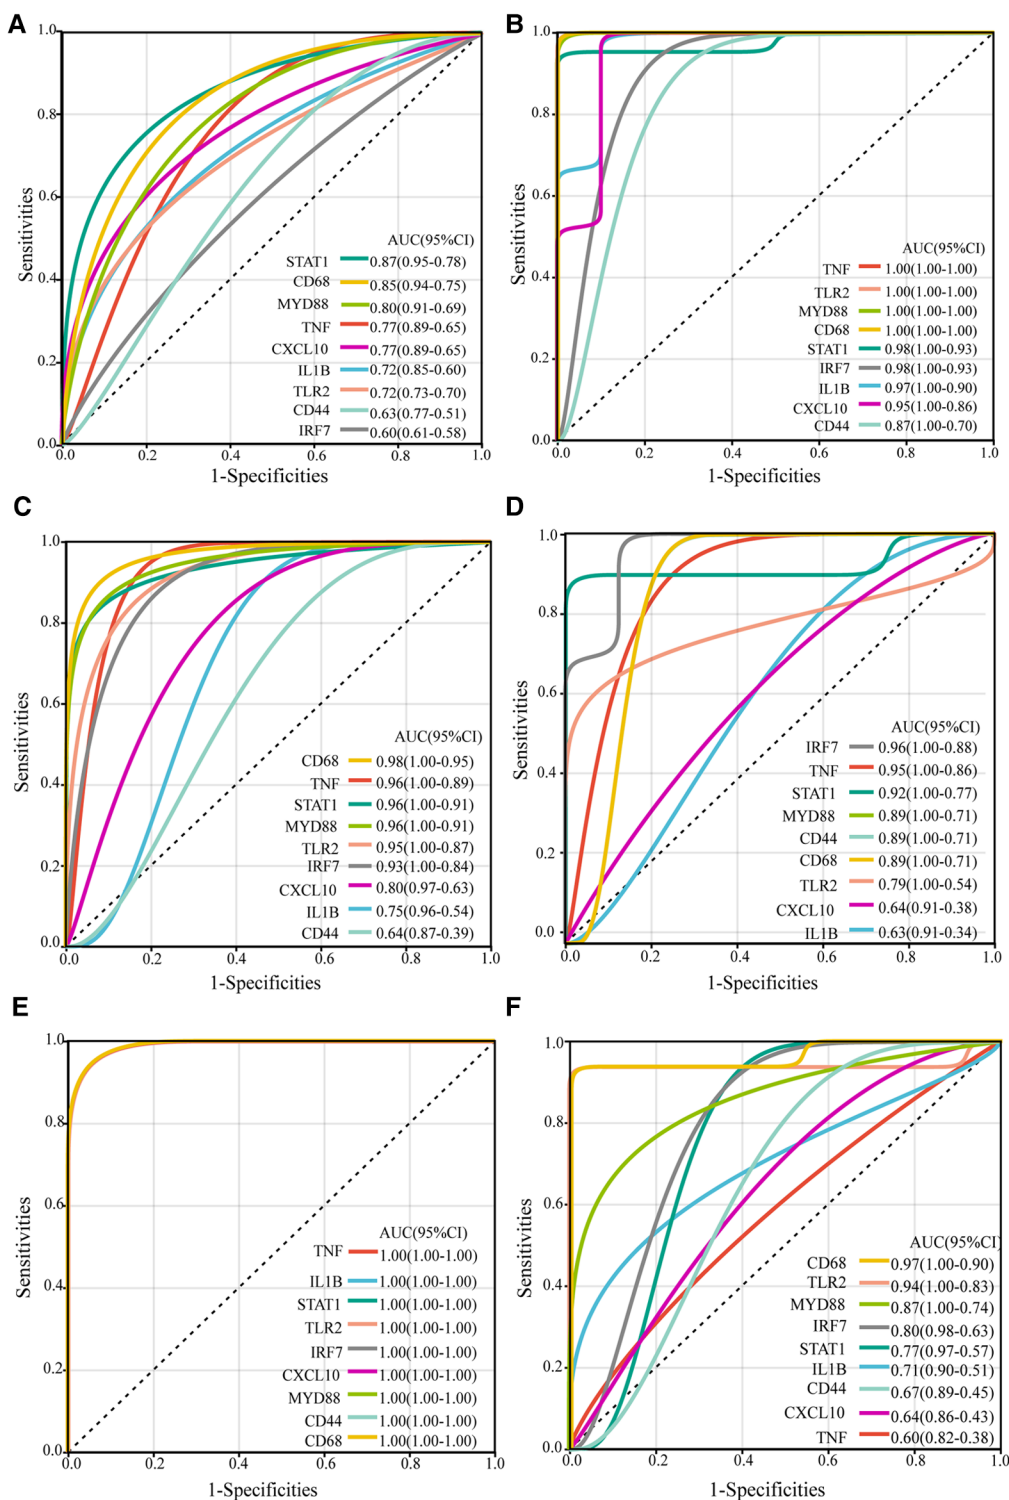 A
Sensitivities
1.0
0.8
0.6
0.4
0.2
0.0
AUC(95%CI)
STAT1 0.87(0.95-0.78)
CD68 0.85(0.94-0.75)
MYD88 0.80(0.91-0.69)
TNF 0.77(0.89-0.65)
CXCL10 0.77(0.89-0.65)
IL1B 0.72(0.85-0.60)
TLR2 0.72(0.73-0.70)
CD44 0.63(0.77-0.51)
IRF7 0.60(0.61-0.58)
0.0 0.2 0.4 0.6 0.8 1.0
1-Specificities
B
Sensitivities
1.0
0.8
0.6
0.4
0.2
0.0
AUC(95%CI)
TNF 1.00(1.00-1.00)
TLR2 1.00(1.00-1.00)
MYD88 1.00(1.00-1.00)
CD68 1.00(1.00-1.00)
STAT1 0.98(1.00-0.93)
IRF7 0.98(1.00-0.93)
IL1B 0.97(1.00-0.90)
CXCL10 0.95(1.00-0.86)
CD44 0.87(1.00-0.70)
0.0 0.2 0.4 0.6 0.8 1.0
1-Specificities
C
Sensitivities
1.0
0.8
0.6
0.4
0.2
0.0
AUC(95%CI)
CD68 0.98(1.00-0.95)
TNF 0.96(1.00-0.89)
STAT1 0.96(1.00-0.91)
MYD88 0.96(1.00-0.91)
TLR2 0.95(1.00-0.87)
IRF7 0.93(1.00-0.84)
CXCL10 0.80(0.97-0.63)
IL1B 0.75(0.96-0.54)
CD44 0.64(0.87-0.39)
0.0 0.2 0.4 0.6 0.8 1.0
1-Specificities
D
Sensitivities
1.0
0.8
0.6
0.4
0.2
0.0
AUC(95%CI)
IRF7 0.96(1.00-0.88)
TNF 0.95(1.00-0.86)
STAT1 0.92(1.00-0.77)
MYD88 0.89(1.00-0.71)
CD44 0.89(1.00-0.71)
CD68 0.89(1.00-0.71)
TLR2 0.79(1.00-0.54)
CXCL10 0.64(0.91-0.38)
IL1B 0.63(0.91-0.34)
0.0 0.2 0.4 0.6 0.8 1.0
1-Specificities
E
Sensitivities
1.0
0.8
0.6
0.4
0.2
0.0
AUC(95%CI)
TNF 1.00(1.00-1.00)
IL1B 1.00(1.00-1.00)
STAT1 1.00(1.00-1.00)
TLR2 1.00(1.00-1.00)
IRF7 1.00(1.00-1.00)
CXCL10 1.00(1.00-1.00)
MYD88 1.00(1.00-1.00)
CD44 1.00(1.00-1.00)
CD68 1.00(1.00-1.00)
0.0 0.2 0.4 0.6 0.8 1.0
1-Specificities
F
Sensitivities
1.0
0.8
0.6
0.4
0.2
0.0
AUC(95%CI)
CD68 0.97(1.00-0.90)
TLR2 0.94(1.00-0.83)
MYD88 0.87(1.00-0.74)
IRF7 0.80(0.98-0.63)
STAT1 0.77(0.97-0.57)
IL1B 0.71(0.90-0.51)
CD44 0.67(0.89-0.45)
CXCL10 0.64(0.86-0.43)
TNF 0.60(0.82-0.38)
0.0 0.2 0.4 0.6 0.8 1.0
1-Specificities